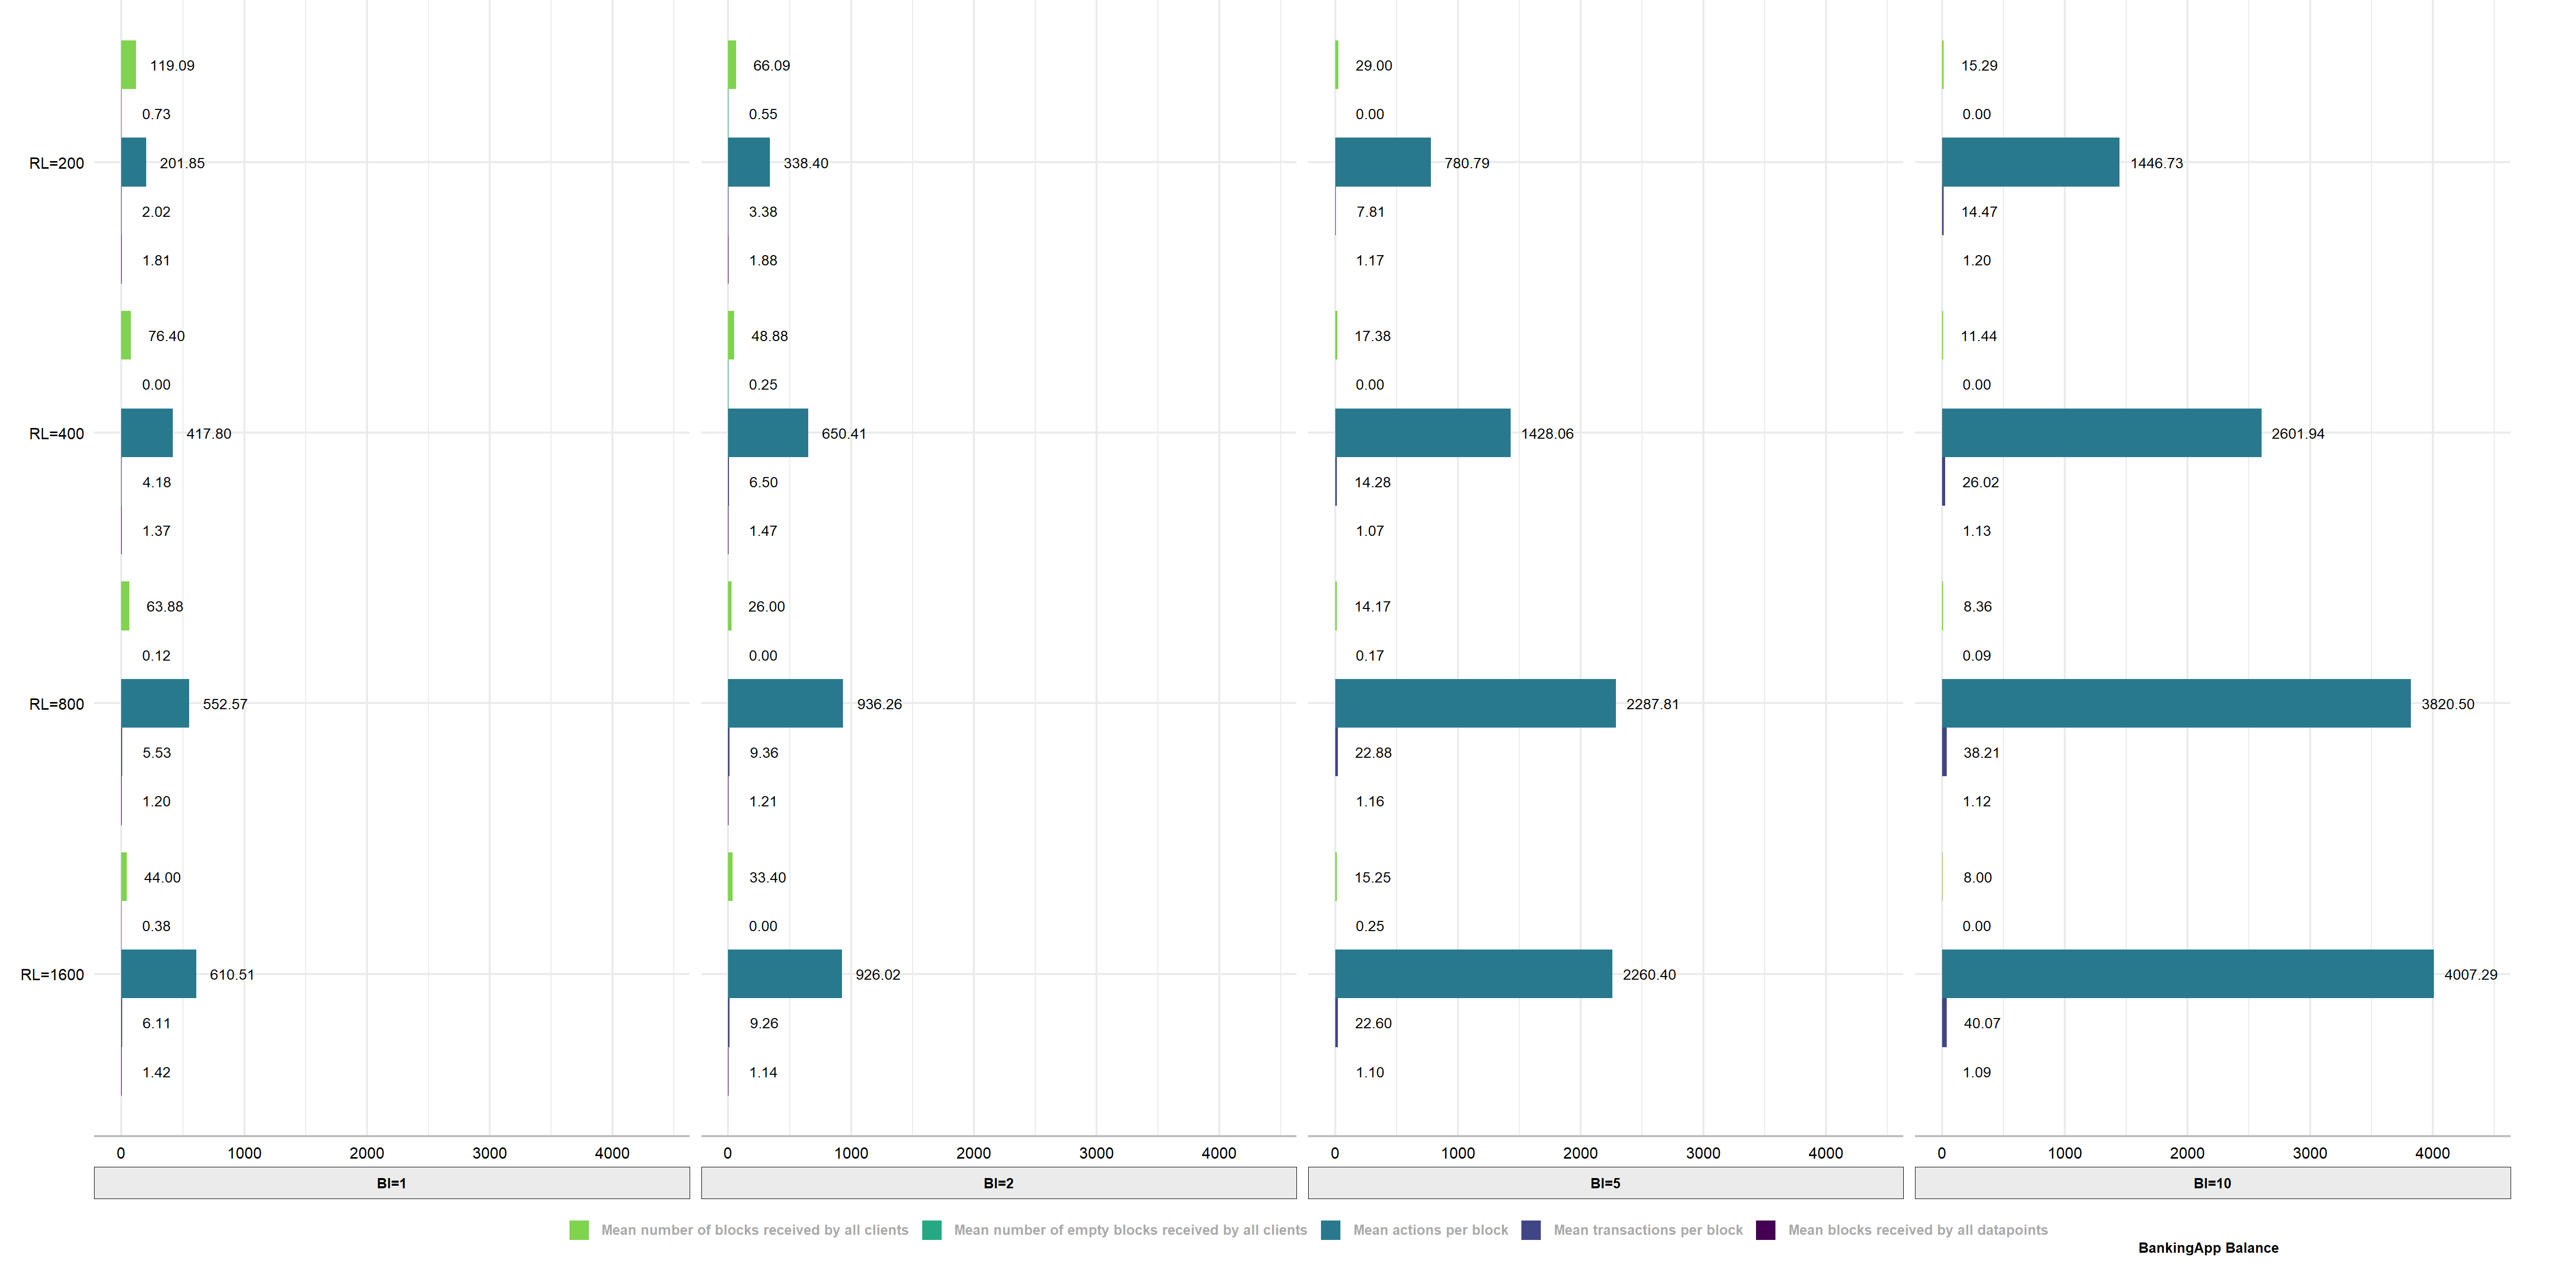 119.09 66.09 29.00 15.29
0.73 0.55 0.00 0.00
RL=200 201.85 338.40 780.79 1446.73
2.02 3.38 7.81 14.47
1.81 1.88 1.17 1.20
76.40 48.88 17.38 11.44
0.00 0.25 0.00 0.00
RL=400 417.80 650.41 1428.06 2601.94
4.18 6.50 14.28 26.02
1.37 1.47 1.07 1.13
63.88 26.00 14.17 8.36
0.12 0.00 0.17 0.09
RL=800 552.57 936.26 2287.81 3820.50
5.53 9.36 22.88 38.21
1.20 1.21 1.16 1.12
44.00 33.40 15.25 8.00
0.38 0.00 0.25 0.00
RL=1600 610.51 926.02 2260.40 4007.29
6.11 9.26 22.60 40.07
1.42 1.14 1.10 1.09
0 1000 2000 3000 4000 0 1000 2000 3000 4000 0 1000 2000 3000 4000 0 1000 2000 3000 4000
BI=1 BI=2 BI=5 BI=10
Mean number of blocks received by all clients Mean number of empty blocks received by all clients Mean actions per block Mean transactions per block Mean blocks received by all datapoints
BankingApp Balance